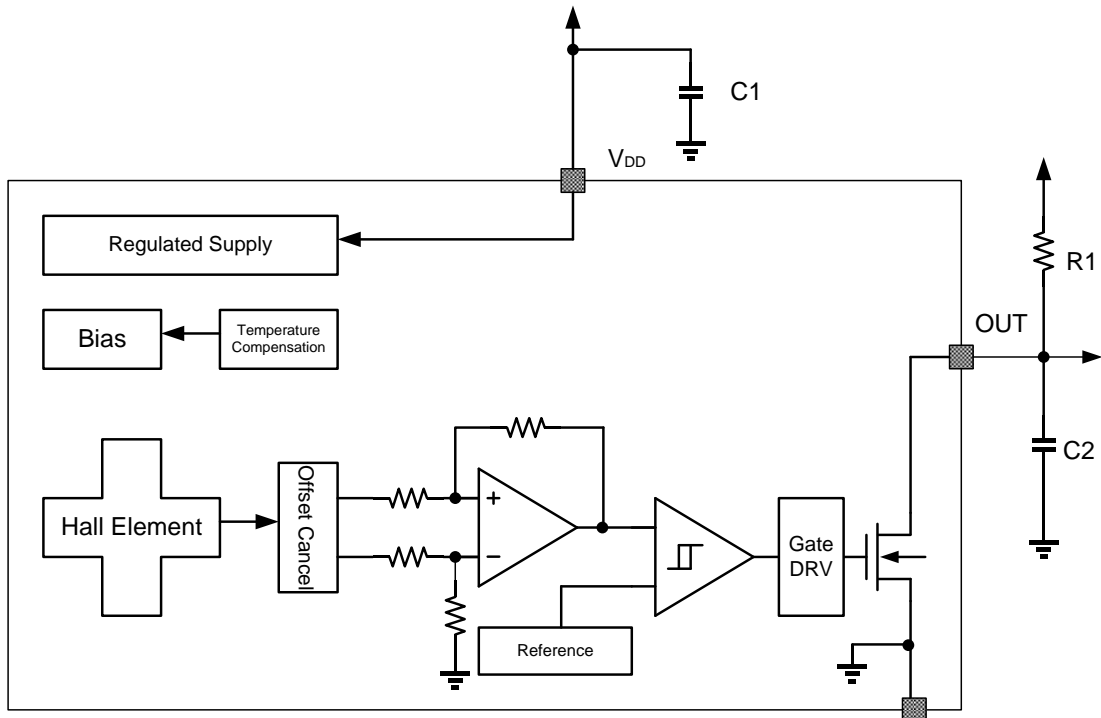 C1
VDD
Regulated Supply
R1
Bias
Temperature
Compensation
OUT
C2
Hall Element
Offset Cancel
+
−
Gate
DRV
Reference